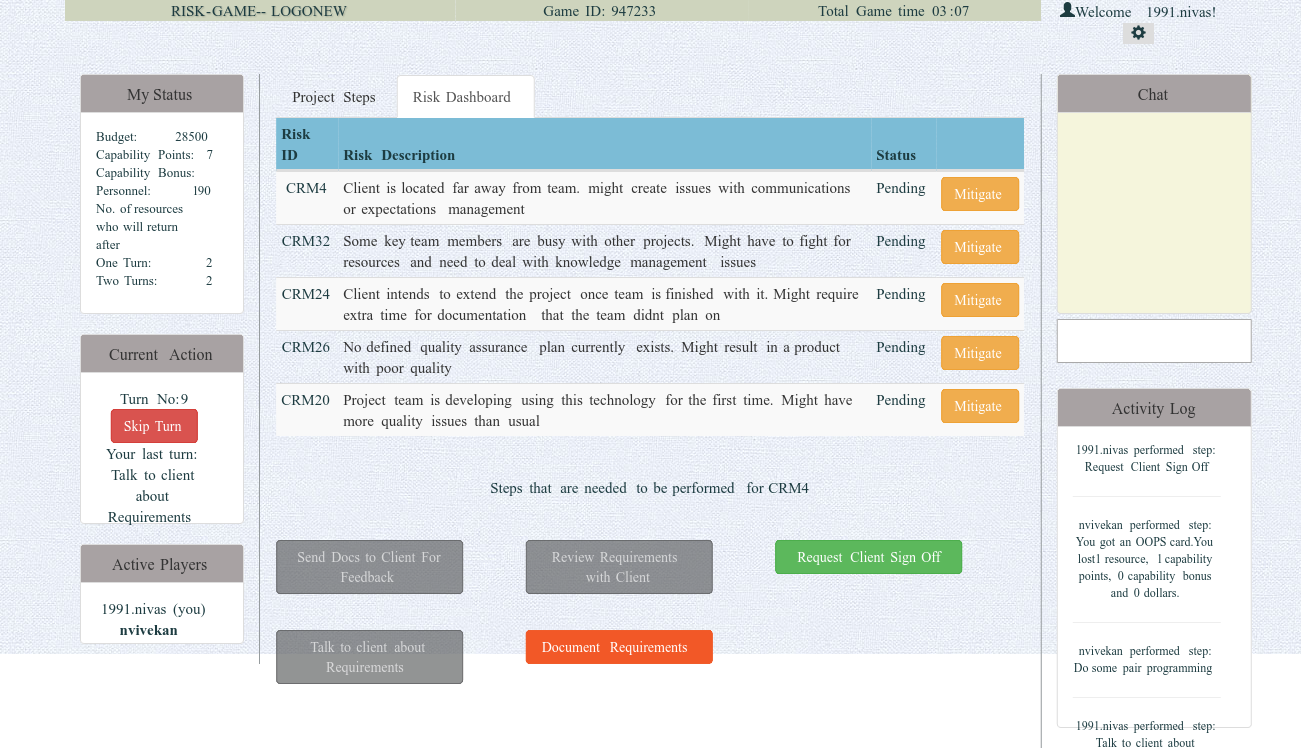 RISK-GAME-- LOGONEW
Game ID: 947233
Total Game time 03:07
Welcome 1991.nivas!
My Status
Budget: 28500
Capability Points: 7
Capability Bonus:
Personnel: 190
No. of resources
who will return
after
One Turn: 2
Two Turns: 2
Current Action
Turn No:9
Skip Turn
Your last turn:
Talk to client
about
Requirements
Active Players
1991.nivas (you)
nvivekan
Project Steps
Risk Dashboard
Risk
ID
Risk Description
Status
CRM4
Client is located far away from team. might create issues with communications
or expectations management
Pending
Mitigate
CRM32
Some key team members are busy with other projects. Might have to fight for
resources and need to deal with knowledge management issues
Pending
Mitigate
CRM24
Client intends to extend the project once team is finished with it. Might require
extra time for documentation that the team didnt plan on
Pending
Mitigate
CRM26
No defined quality assurance plan currently exists. Might result in a product
with poor quality
Pending
Mitigate
CRM20
Project team is developing using this technology for the first time. Might have
more quality issues than usual
Pending
Mitigate
Steps that are needed to be performed for CRM4
Send Docs to Client For
Feedback
Review Requirements
with Client
Request Client Sign Off
Talk to client about
Requirements
Document Requirements
Chat
Activity Log
1991.nivas performed step:
Request Client Sign Off
nvivekan performed step:
You got an OOPS card.You
lost1 resource, 1 capability
points, 0 capability bonus
and 0 dollars.
nvivekan performed step:
Do some pair programming
1991.nivas performed step:
Talk to client about